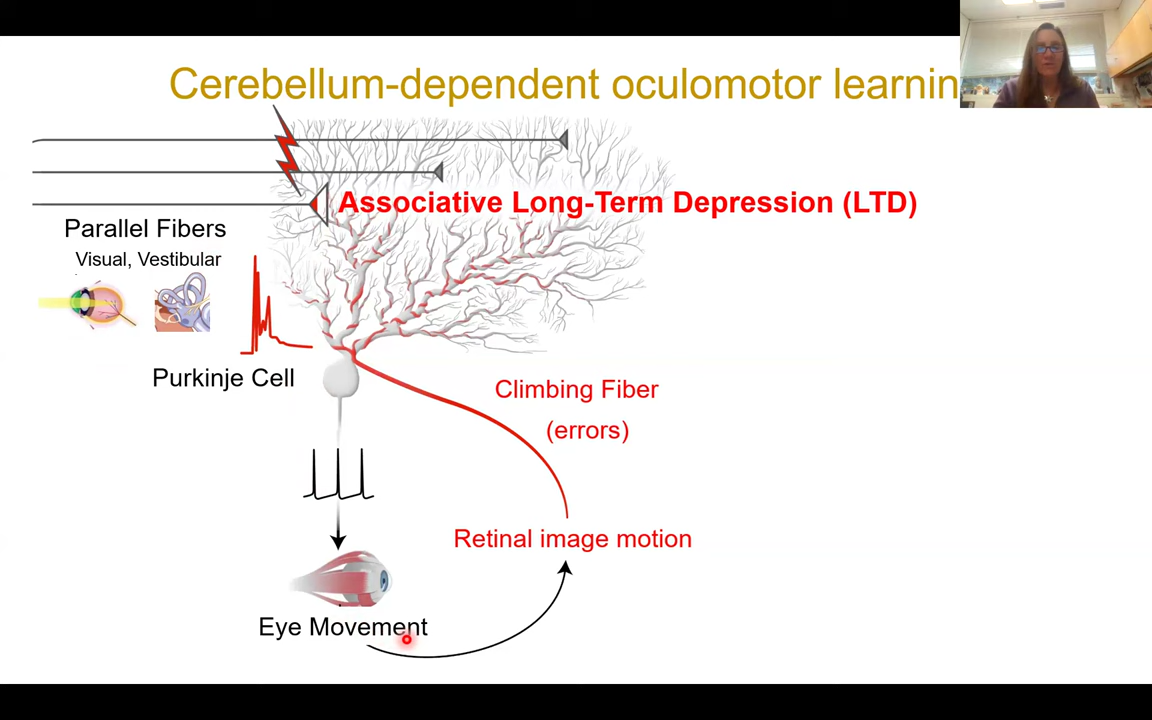 Cerebellum-dependent oculomotor learnin
Associative Long-Term Depression (LTD)
Parallel Fibers
Visual, Vestibular
Purkinje Cell
Climbing Fiber
(errors)
Retinal image motion
Eye Movement